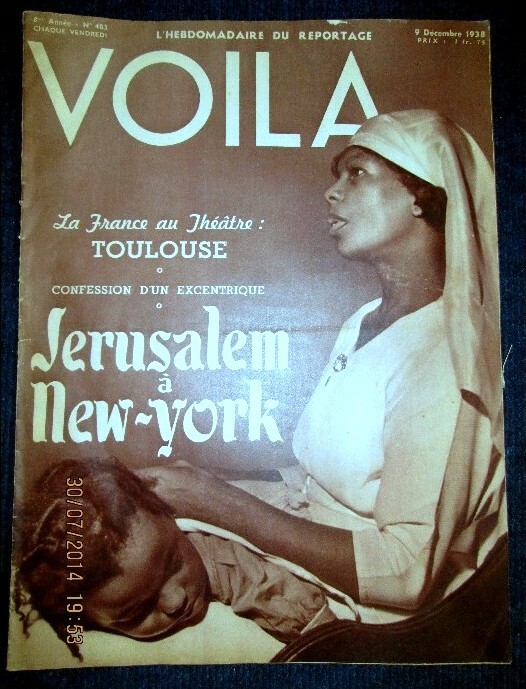 8me Année - N° 403
CHAQUE VENDREDI
L'HEBDOMADAIRE DU REPORTAGE
9 Décembre 1938
PRIX : 1 fr. 75
VOILA
La France au Théâtre :
TOULOUSE
CONFESSION D'UN EXCENTRIQUE
Jerusalem
à
New-york
30/07/2014 19:53